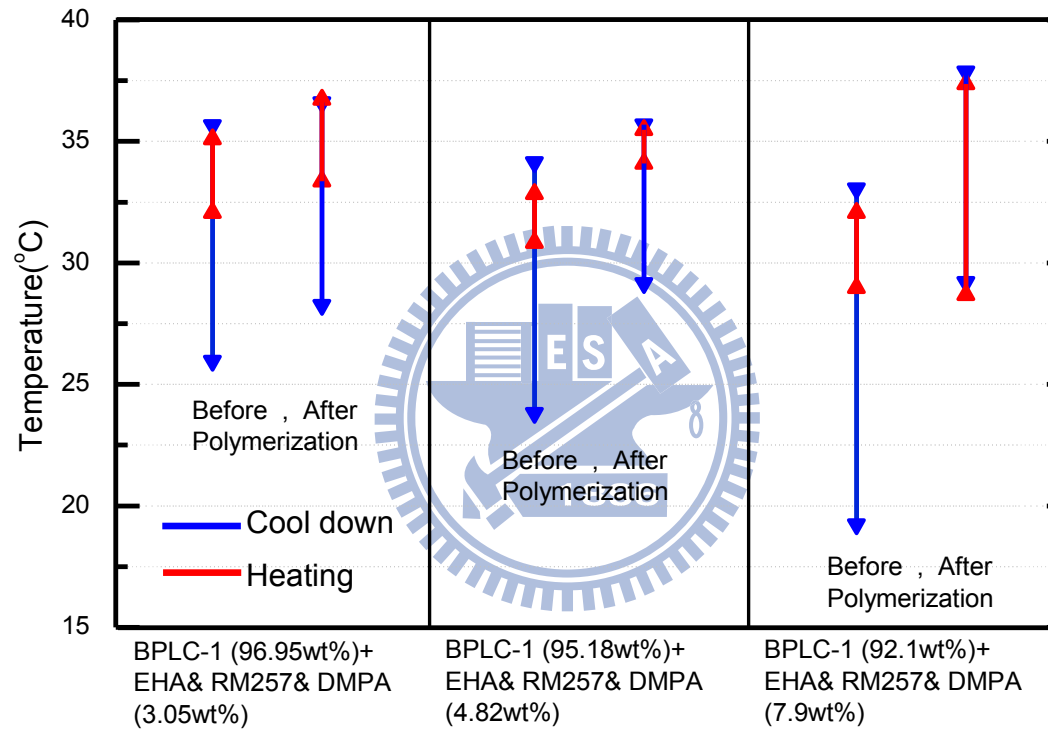 40
35
30
25
20
15
Temperature(°C)
Before , After
Polymerization
Before , After
Polymerization
Before , After
Polymerization
Cool down
Heating
E S A
BPLC-1 (96.95wt%)+
EHA& RM257& DMPA
(3.05wt%)
BPLC-1 (95.18wt%)+
EHA& RM257& DMPA
(4.82wt%)
BPLC-1 (92.1wt%)+
EHA& RM257& DMPA
(7.9wt%)